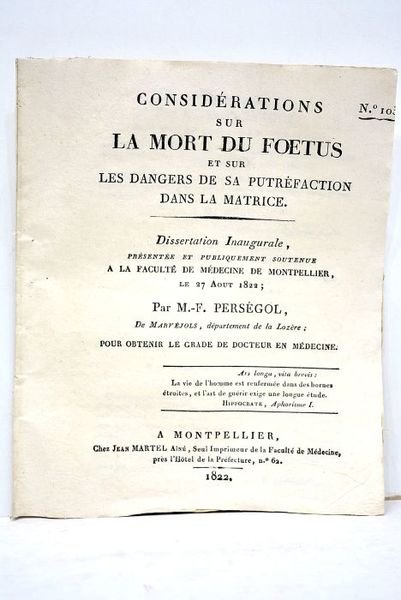 CONSIDÉRATIONS
N.º 10
SUR
LA MORT DU FOETUS
ET SUR
LES DANGERS DE SA PUTRÉFACTION
DANS LA MATRICE.
Dissertation Inaugurale,
PRÉSENTÉE ET PUBLIQUEMENT SOUTENUE
A LA FACULTÉ DE MÉDECINE DE MONTPELLIER,
LE 27 AOUT 1822;
Par M.-F. PERSÉGOL,
De MARVÉJOLS, département de la Lozère;
POUR OBTENIR LE GRADE DE DOCTEUR EN MÉDECINE.
Ars longa, vita brevis:
La vie de l'homme est renfermée dans des bornes
étroites, et l'art de guérir exige une longue étude.
HIPPOCRATE, Aphorisme I.
A MONTPELLIER,
Chez JEAN MARTEL AINÉ, Seul Imprimeur de la Faculté de Médecine,
près l'Hôtel de la Préfecture, n.º 62.
1822.